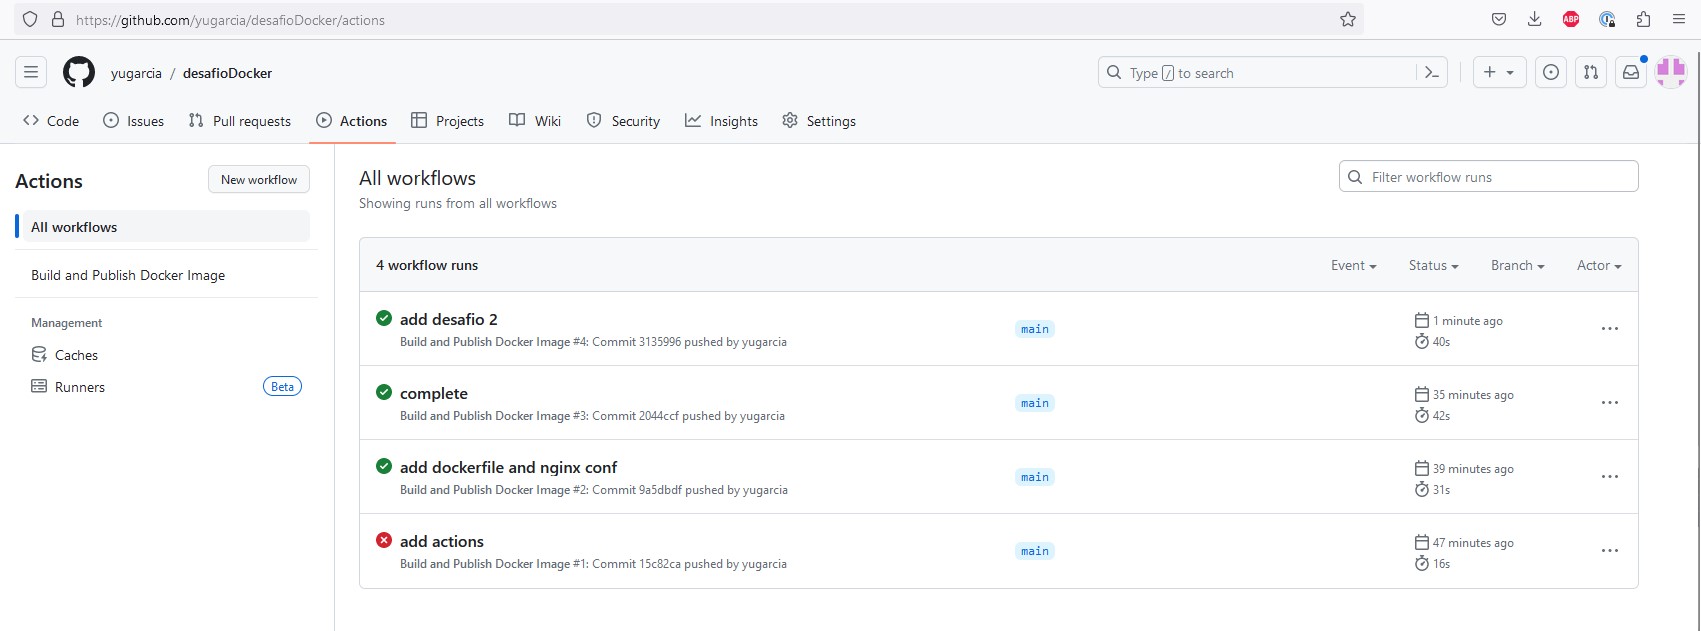 https://github.com/yugarcia/desafioDocker/actions
ABP
yugarcia / desafioDocker
Type / to search
Code Issues Pull requests Actions Projects Wiki Security Insights Settings
Actions
New workflow
All workflows
Build and Publish Docker Image
Management
Caches
Runners Beta
All workflows
Showing runs from all workflows
Filter workflow runs
4 workflow runs
Event Status Branch Actor
add desafio 2
Build and Publish Docker Image #4: Commit 3135996 pushed by yugarcia
main
1 minute ago
40s
complete
Build and Publish Docker Image #3: Commit 2044ccf pushed by yugarcia
main
35 minutes ago
42s
add dockerfile and nginx conf
Build and Publish Docker Image #2: Commit 9a5dbdf pushed by yugarcia
main
39 minutes ago
31s
add actions
Build and Publish Docker Image #1: Commit 15c82ca pushed by yugarcia
main
47 minutes ago
16s